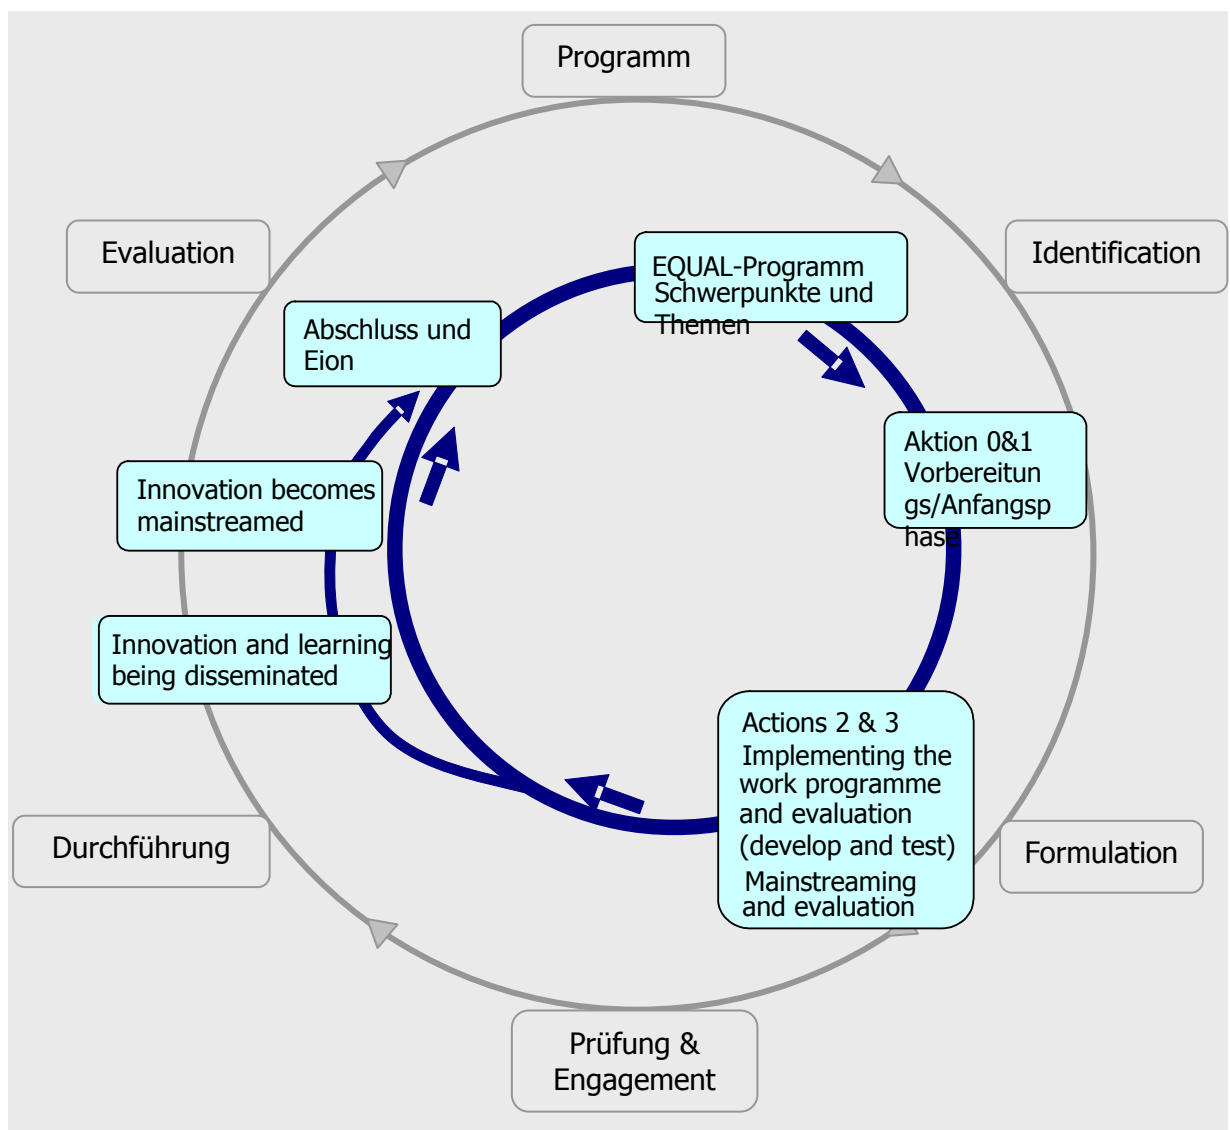 Programm
Evaluation
Identification
EQUAL-Programm
Schwerpunkte und
Themen
Abschluss und
Eion
Aktion 0&1
Vorbereitun
gs/Anfangsp
hase
Innovation becomes
mainstreamed
Innovation and learning
being disseminated
Actions 2 & 3
Implementing the
work programme
and evaluation
(develop and test)
Mainstreaming
and evaluation
Durchführung
Formulation
Prüfung &
Engagement